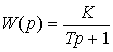 W(p) = K / (Tp + 1)